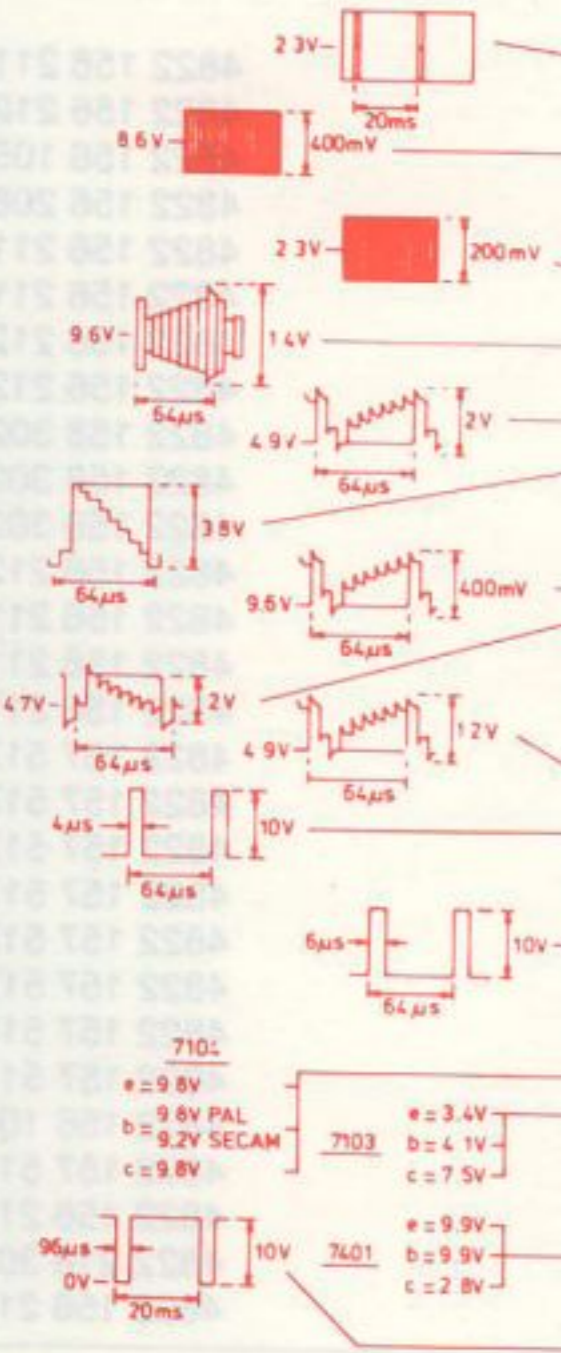 2 3V
20ms
8 6V
400mV
2 3V
200mV
9 6V
1 4V
64µs
4 9V
2V
64µs
3 8V
64µs
9.6V
400mV
64µs
4 7V
2V
64µs
4 9V
1 2V
64µs
4µs
10V
64µs
6µs
10V
64µs
7104
e = 9 8V
b = 9 8V PAL
9.2V SECAM
c = 9.8V
7103
e = 3.4V
b = 4 1V
c = 7 5V
96µs
0V
10V
20ms
7401
e = 9.9V
b = 9 9V
c = 2 8V